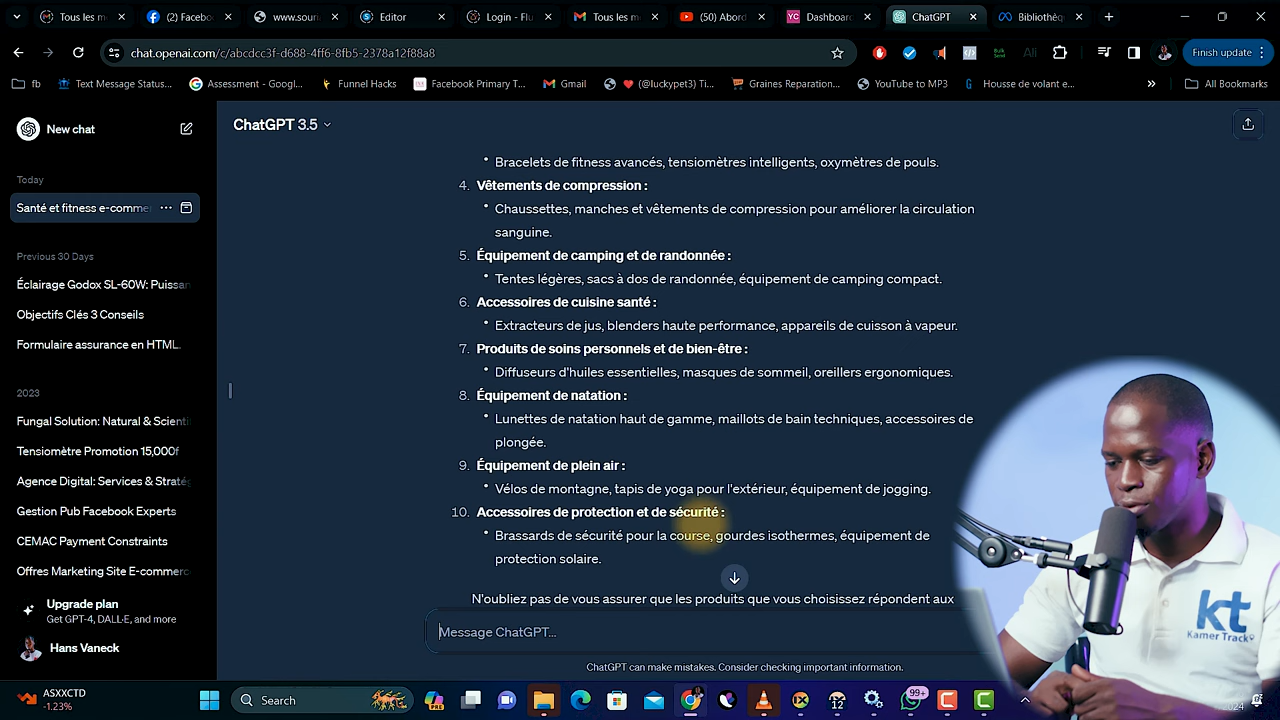 Tous les m
(2) Facebo
www.soun
Editor
Login - Flu
Tous les m
(50) Abord
Dashboard
ChatGPT
Bibliothèq
chat.openai.com/c/abcdcc3f-d688-4ff6-8fb5-2378a12f88a8
Finish update
fb
Text Message Status...
Assessment - Googl...
Funnel Hacks
Facebook Primary T...
Gmail
❤ (@luckypet3) Ti...
Graines Reparation...
YouTube to MP3
Housse de volant e...
»
All Bookmarks
New chat
ChatGPT 3.5
Today
Santé et fitness e-comme
Previous 30 Days
Éclairage Godox SL-60W: Puissan
Objectifs Clés 3 Conseils
Formulaire assurance en HTML.
2023
Fungal Solution: Natural & Scienti
Tensiomètre Promotion 15,000f
Agence Digital: Services & Straté
Gestion Pub Facebook Experts
CEMAC Payment Constraints
Offres Marketing Site E-commerc
Upgrade plan
Get GPT-4, DALL·E, and more
Hans Vaneck
• Bracelets de fitness avancés, tensiomètres intelligents, oxymètres de pouls.
4. Vêtements de compression :
• Chaussettes, manches et vêtements de compression pour améliorer la circulation
sanguine.
5. Équipement de camping et de randonnée :
• Tentes légères, sacs à dos de randonnée, équipement de camping compact.
6. Accessoires de cuisine santé :
• Extracteurs de jus, blenders haute performance, appareils de cuisson à vapeur.
7. Produits de soins personnels et de bien-être :
• Diffuseurs d'huiles essentielles, masques de sommeil, oreillers ergonomiques.
8. Équipement de natation :
• Lunettes de natation haut de gamme, maillots de bain techniques, accessoires de
plongée.
9. Équipement de plein air :
• Vélos de montagne, tapis de yoga pour l'extérieur, équipement de jogging.
10. Accessoires de protection et de sécurité :
• Brassards de sécurité pour la course, gourdes isothermes, équipement de
protection solaire.
N'oubliez pas de vous assurer que les produits que vous choisissez répondent aux
Message ChatGPT...
ChatGPT can make mistakes. Consider checking important information.
kt
Kamer Track
ASXXCTD
-1.23%
Search
12
99+
2024